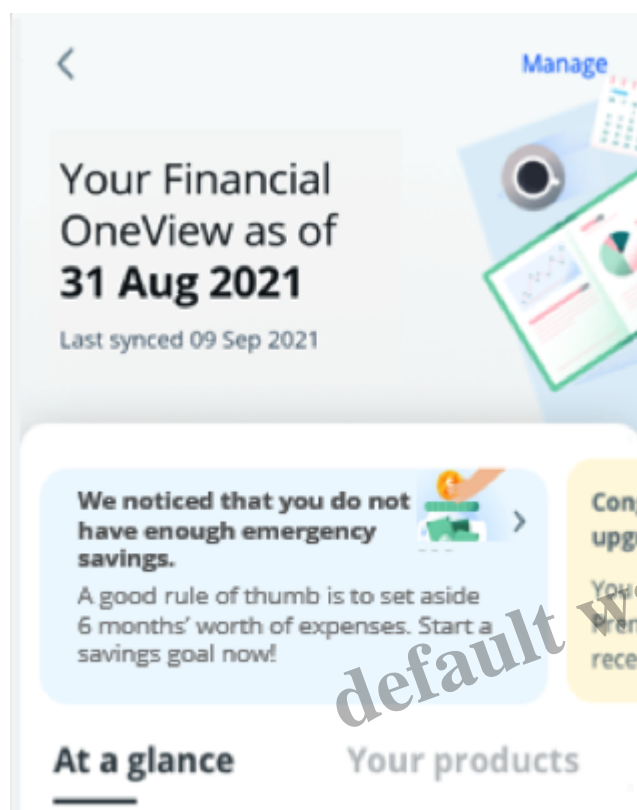 Manage
Your Financial
OneView as of
31 Aug 2021
Last synced 09 Sep 2021
We noticed that you do not
have enough emergency
savings.
A good rule of thumb is to set aside
6 months' worth of expenses. Start a
savings goal now!
At a glance
Your products
default